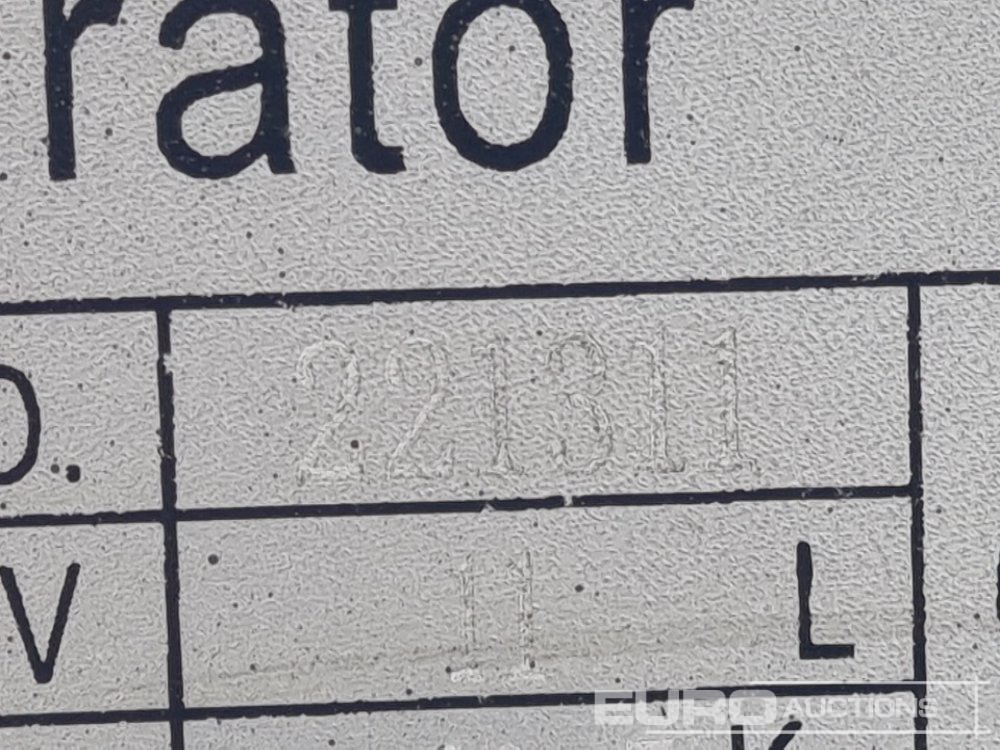 rator
o. 221311
V 11 L
K
EURO AUCTIONS